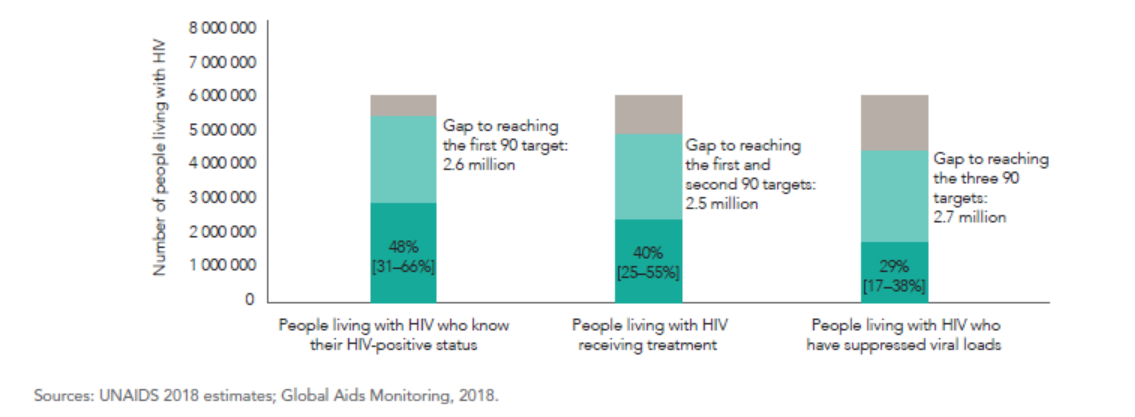 Number of people living with HIV
8 000 000
7 000 000
6 000 000
5 000 000
4 000 000
3 000 000
2 000 000
1 000 000
0
48%
[31–66%]
Gap to reaching
the first 90 target:
2.6 million
40%
[25–55%]
Gap to reaching
the first and
second 90 targets:
2.5 million
29%
[17–38%]
Gap to reaching
the three 90
targets:
2.7 million
People living with HIV who know
their HIV-positive status
People living with HIV
receiving treatment
People living with HIV who
have suppressed viral loads
Sources: UNAIDS 2018 estimates; Global Aids Monitoring, 2018.